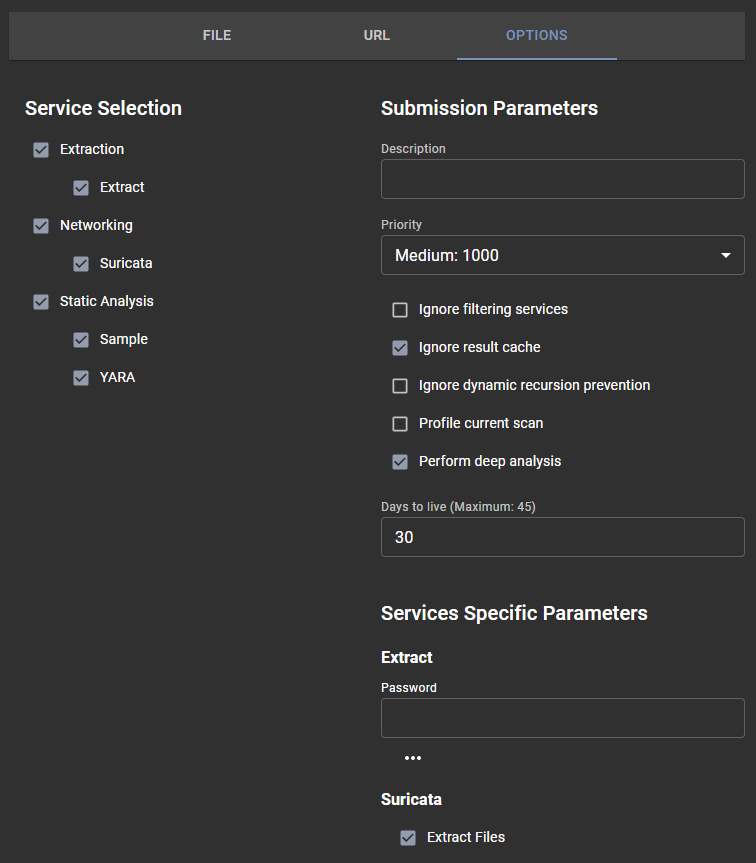 FILE
URL
OPTIONS
Service Selection
Extraction
Extract
Networking
Suricata
Static Analysis
Sample
YARA
Submission Parameters
Description
Priority
Medium: 1000
Ignore filtering services
Ignore result cache
Ignore dynamic recursion prevention
Profile current scan
Perform deep analysis
Days to live (Maximum: 45)
30
Services Specific Parameters
Extract
Password
Suricata
Extract Files